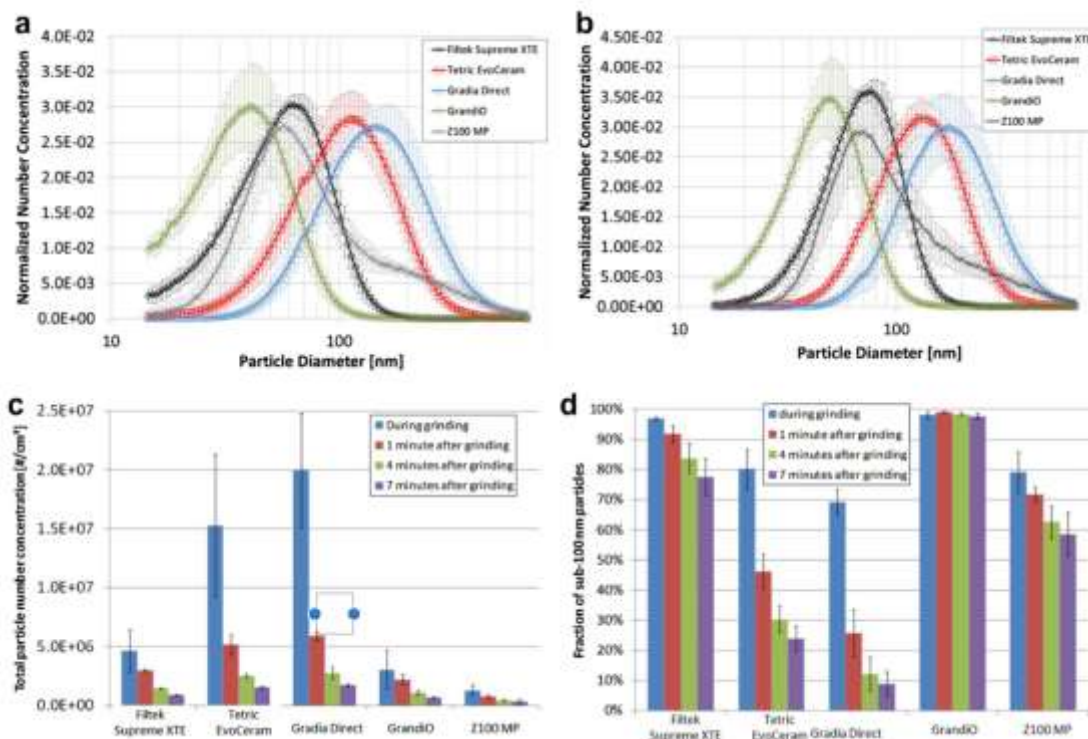 a
4.0E-02
3.5E-02
3.0E-02
2.5E-02
2.0E-02
1.5E-02
1.0E-02
5.0E-03
0.0E+00
Normalized Number Concentration
10
100
Particle Diameter [nm]
Filtek Supreme XTE
Tetric EvoCeram
Gradia Direct
GrandiO
Z100 MP
b
4.50E-02
4.00E-02
3.50E-02
3.00E-02
2.50E-02
2.00E-02
1.50E-02
1.00E-02
5.00E-03
0.00E+00
Normalized Number Concentration
10
100
Particle Diameter [nm]
Filtek Supreme XTE
Tetric EvoCeram
Gradia Direct
GrandiO
Z100 MP
c
2.5E+07
2.0E+07
1.5E+07
1.0E+07
5.0E+06
0.0E+00
Total particle number concentration [#/cm³]
During grinding
1 minute after grinding
4 minutes after grinding
7 minutes after grinding
Filtek
Supreme XTE
Tetric
EvoCeram
Gradia Direct
GrandiO
Z100 MP
d
100%
90%
80%
70%
60%
50%
40%
30%
20%
10%
0%
Fraction of sub-100nm particles
during grinding
1 minute after grinding
4 minutes after grinding
7 minutes after grinding
Filtek
Supreme XTE
Tetric
EvoCeram
Gradia Direct
GrandiO
Z100 MP